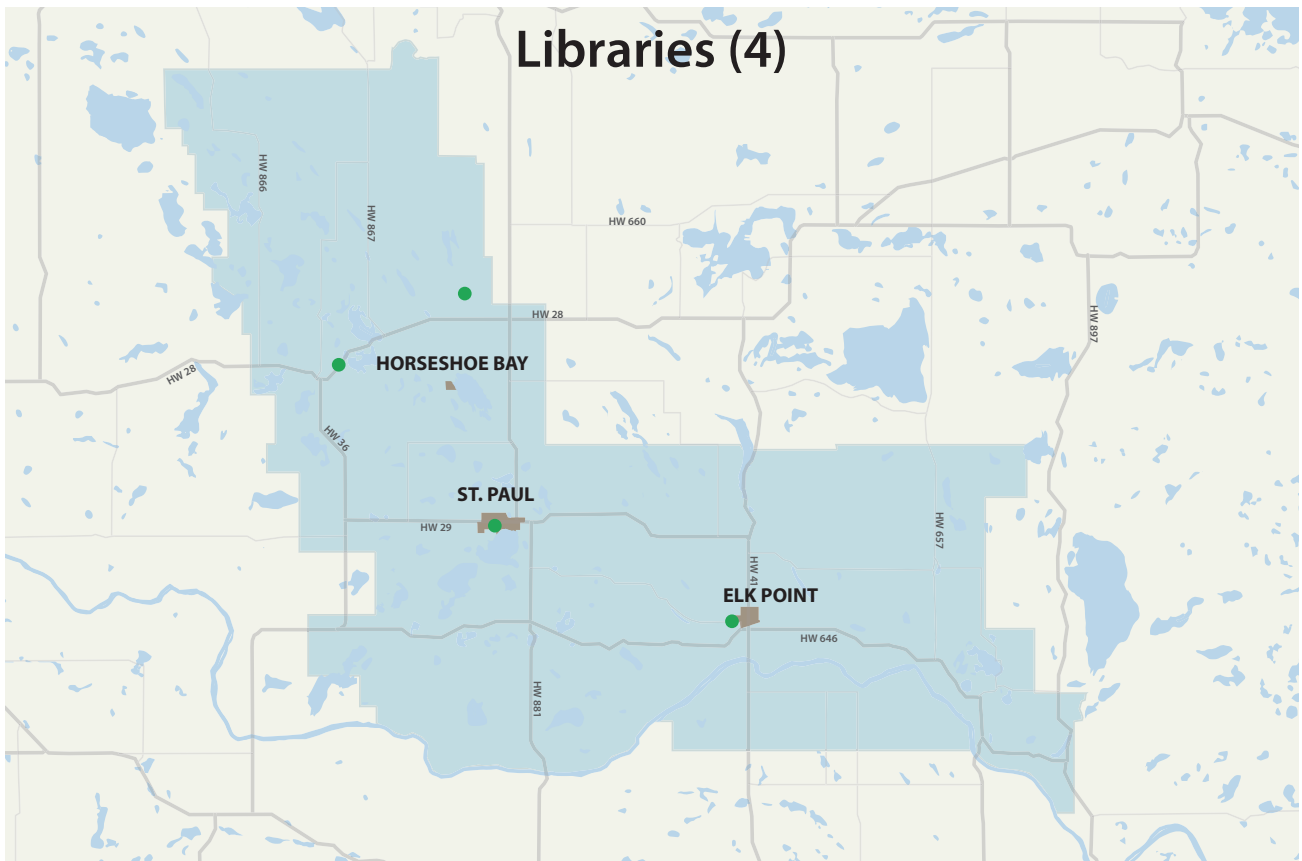 Libraries (4)
HW 866
HW 867
HW 660
HW 28
HW 897
HORSESHOE BAY
HW 28
HW 36
ST. PAUL
HW 29
HW 657
HW 41
ELK POINT
HW 646
HW 881